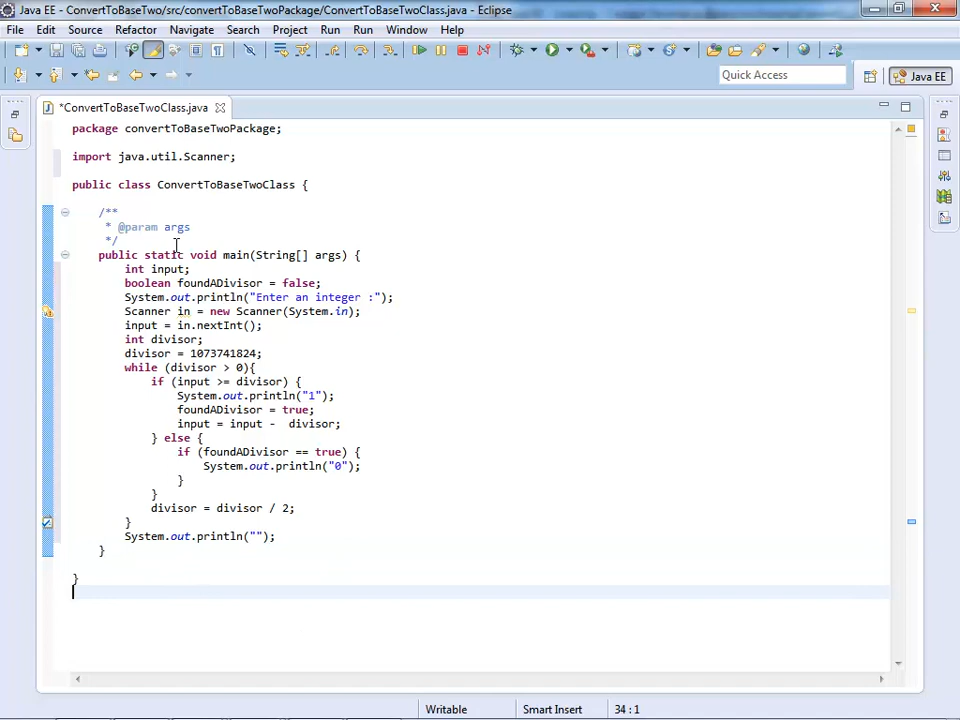 Java EE - ConvertToBaseTwo/src/convertToBaseTwoPackage/ConvertToBaseTwoClass.java - Eclipse
File Edit Source Refactor Navigate Search Project Run Run Window Help
Quick Access
Java EE
*ConvertToBaseTwoClass.java
package convertToBaseTwoPackage;
import java.util.Scanner;
public class ConvertToBaseTwoClass {
/**
* @param args
*/
public static void main(String[] args) {
int input;
boolean foundADivisor = false;
System.out.println("Enter an integer :");
Scanner in = new Scanner(System.in);
input = in.nextInt();
int divisor;
divisor = 1073741824;
while (divisor > 0){
if (input >= divisor) {
System.out.println("1");
foundADivisor = true;
input = input -  divisor;
} else {
if (foundADivisor == true) {
System.out.println("0");
}
}
divisor = divisor / 2;
}
System.out.println("");
}
}
Writable Smart Insert 34 : 1